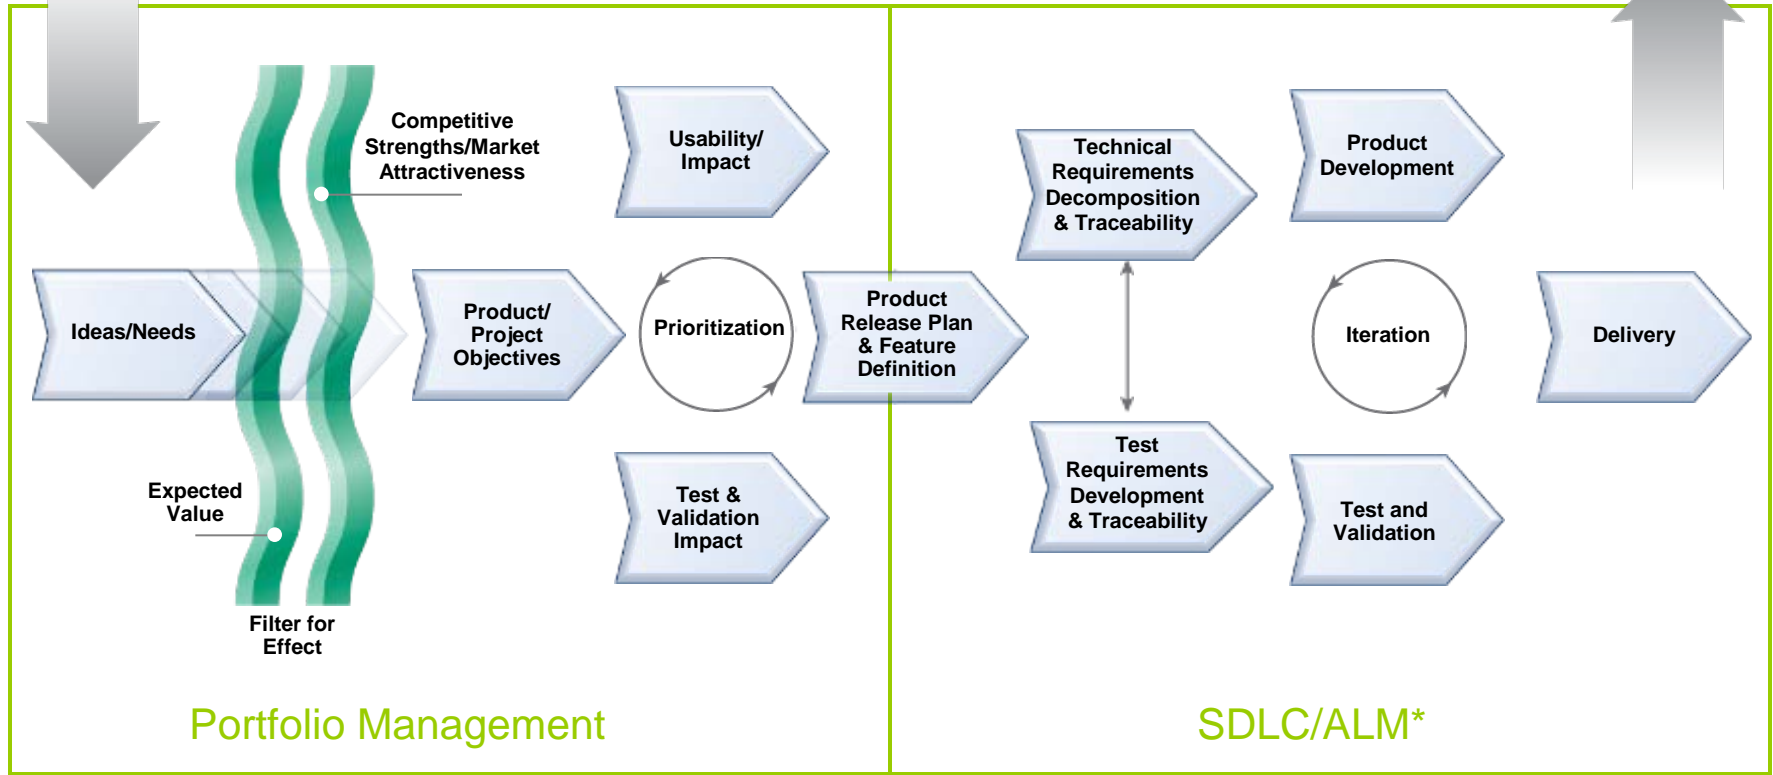 Competitive
Strengths/Market
Attractiveness
Ideas/Needs
Expected
Value
Filter for
Effect
Product/
Project
Objectives
Usability/
Impact
Prioritization
Test &
Validation
Impact
Product
Release Plan
& Feature
Definition
Portfolio Management
Technical
Requirements
Decomposition
& Traceability
Test
Requirements
Development
& Traceability
Product
Development
Iteration
Test and
Validation
Delivery
SDLC/ALM*